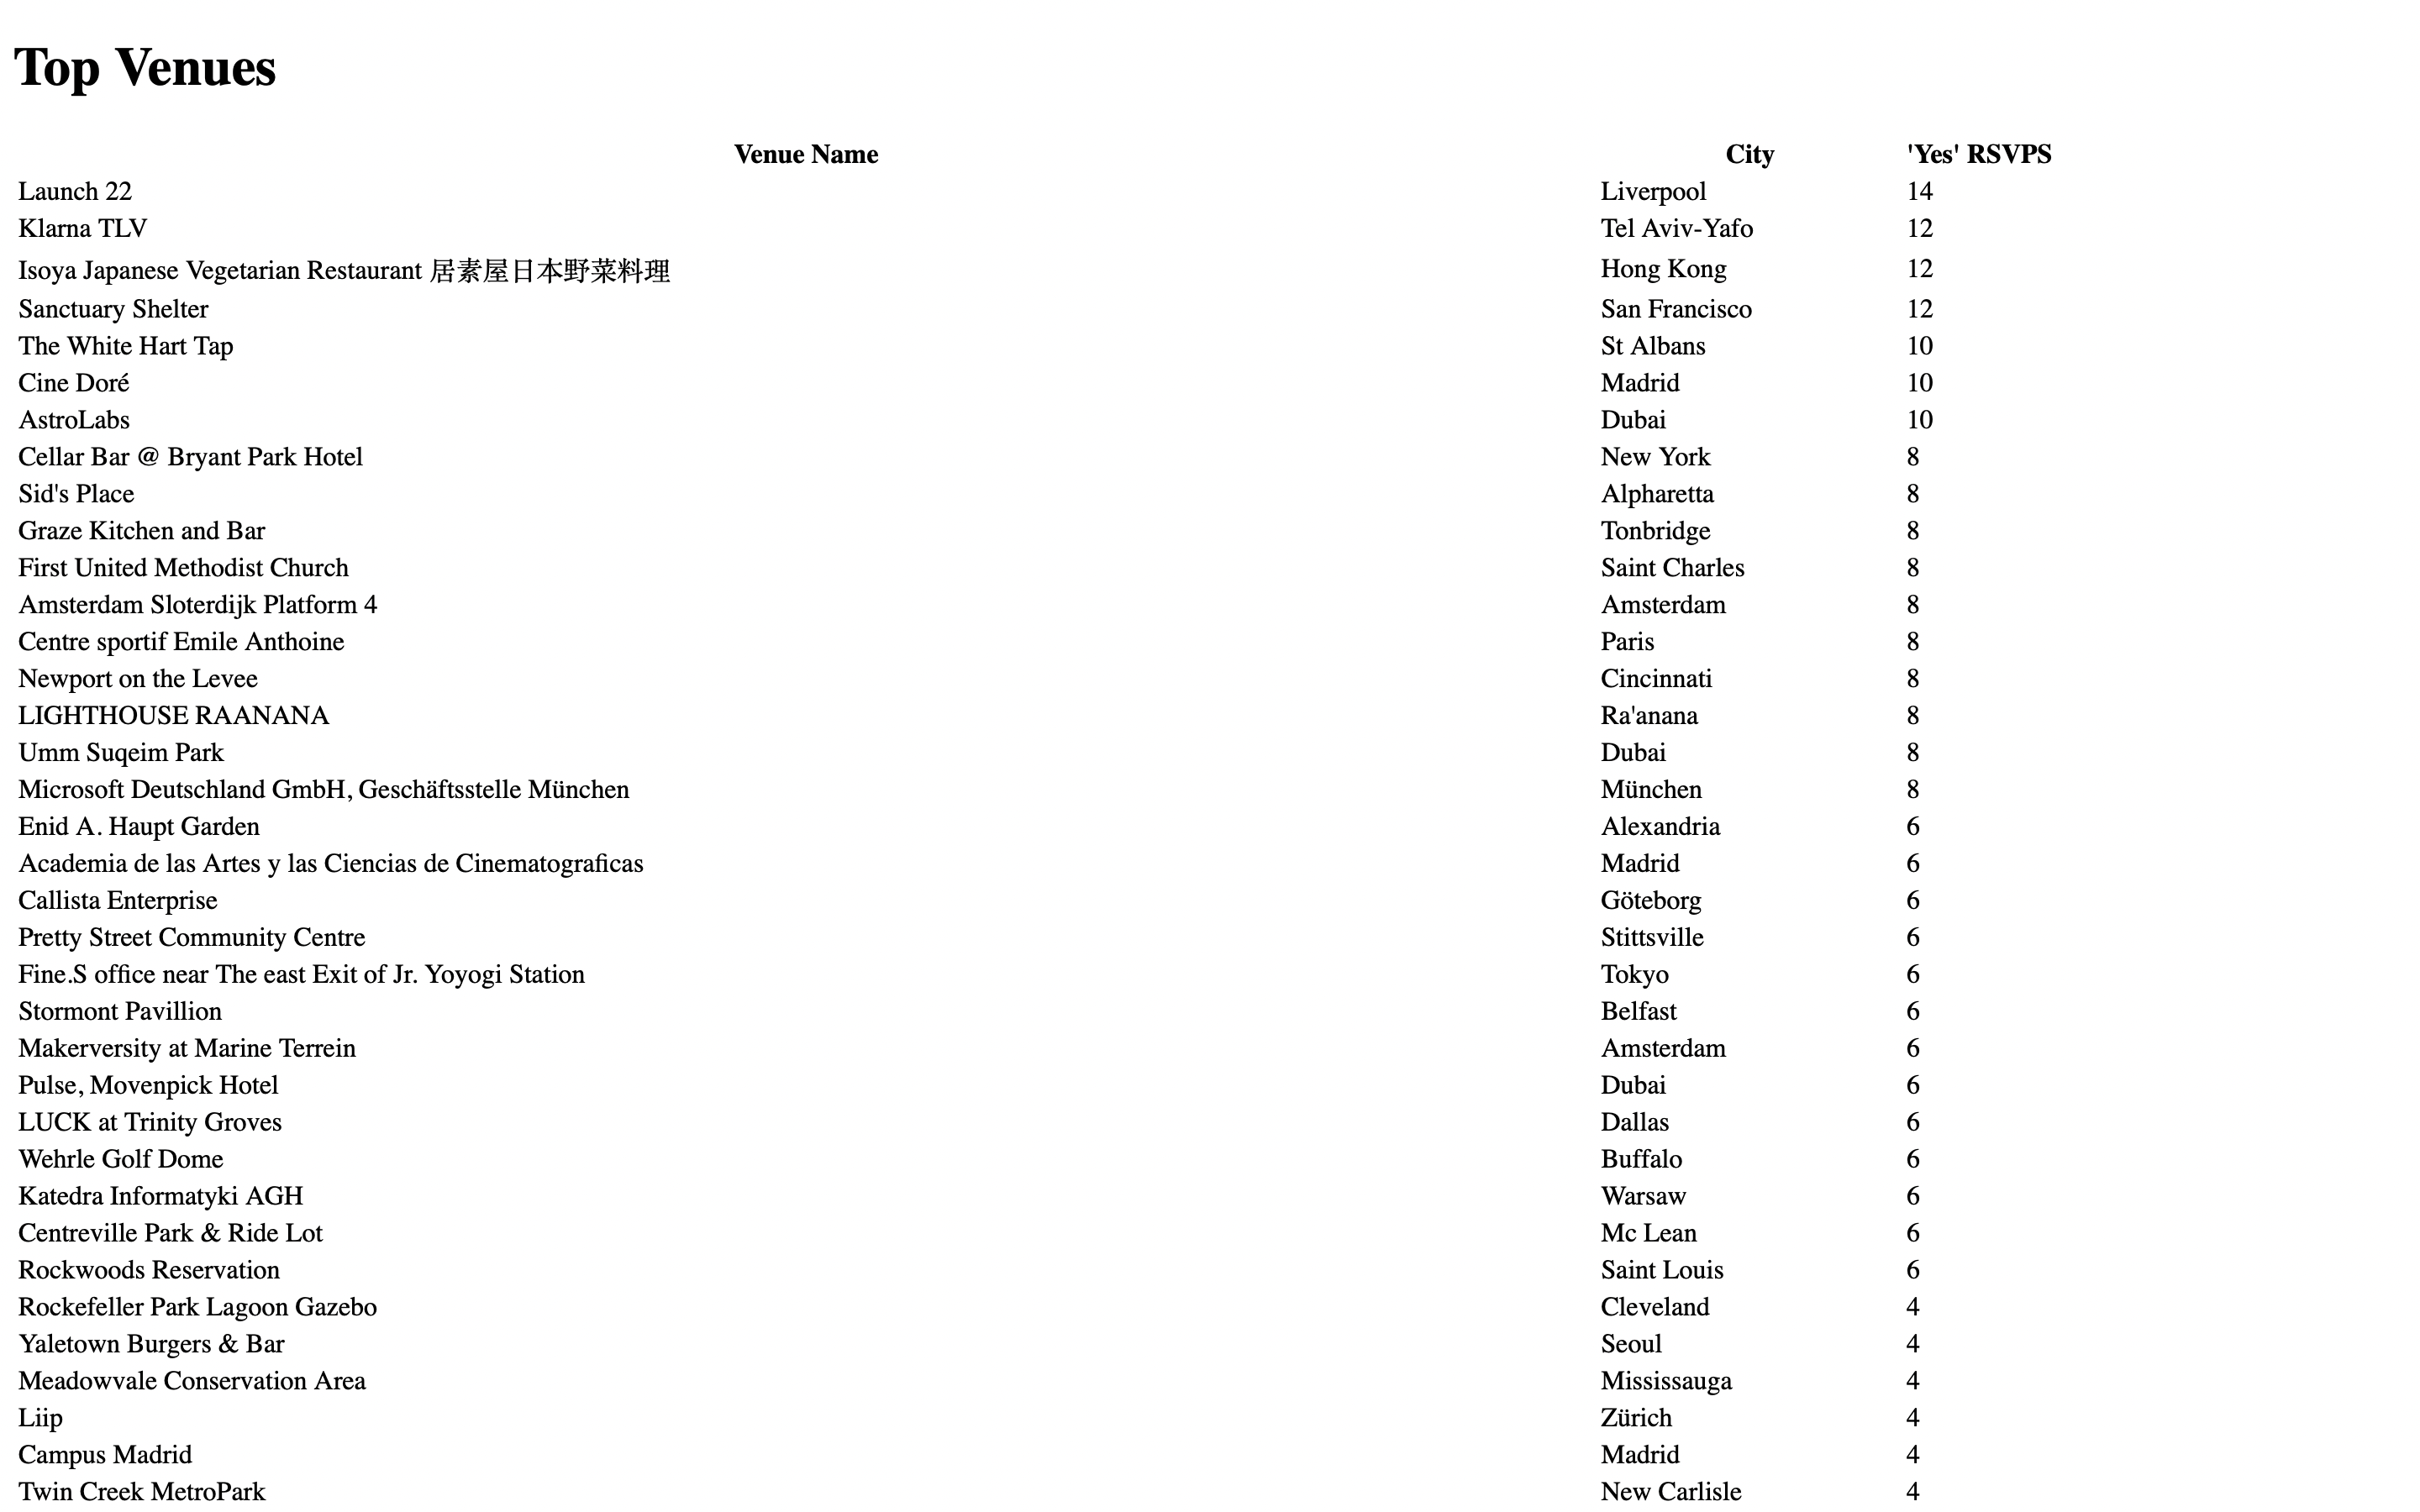 Top Venues
Venue Name City 'Yes' RSVPS
Launch 22 Liverpool 14
Klarna TLV Tel Aviv-Yafo 12
Isoya Japanese Vegetarian Restaurant 居素屋日本野菜料理 Hong Kong 12
Sanctuary Shelter San Francisco 12
The White Hart Tap St Albans 10
Cine Doré Madrid 10
AstroLabs Dubai 10
Cellar Bar @ Bryant Park Hotel New York 8
Sid's Place Alpharetta 8
Graze Kitchen and Bar Tonbridge 8
First United Methodist Church Saint Charles 8
Amsterdam Sloterdijk Platform 4 Amsterdam 8
Centre sportif Emile Anthoine Paris 8
Newport on the Levee Cincinnati 8
LIGHTHOUSE RAANANA Ra'anana 8
Umm Suqeim Park Dubai 8
Microsoft Deutschland GmbH, Geschäftsstelle München München 8
Enid A. Haupt Garden Alexandria 6
Academia de las Artes y las Ciencias de Cinematograficas Madrid 6
Callista Enterprise Göteborg 6
Pretty Street Community Centre Stittsville 6
Fine.S office near The east Exit of Jr. Yoyogi Station Tokyo 6
Stormont Pavillion Belfast 6
Makerversity at Marine Terrein Amsterdam 6
Pulse, Movenpick Hotel Dubai 6
LUCK at Trinity Groves Dallas 6
Wehrle Golf Dome Buffalo 6
Katedra Informatyki AGH Warsaw 6
Centreville Park & Ride Lot Mc Lean 6
Rockwoods Reservation Saint Louis 6
Rockefeller Park Lagoon Gazebo Cleveland 4
Yaletown Burgers & Bar Seoul 4
Meadowvale Conservation Area Mississauga 4
Liip Zürich 4
Campus Madrid Madrid 4
Twin Creek MetroPark New Carlisle 4